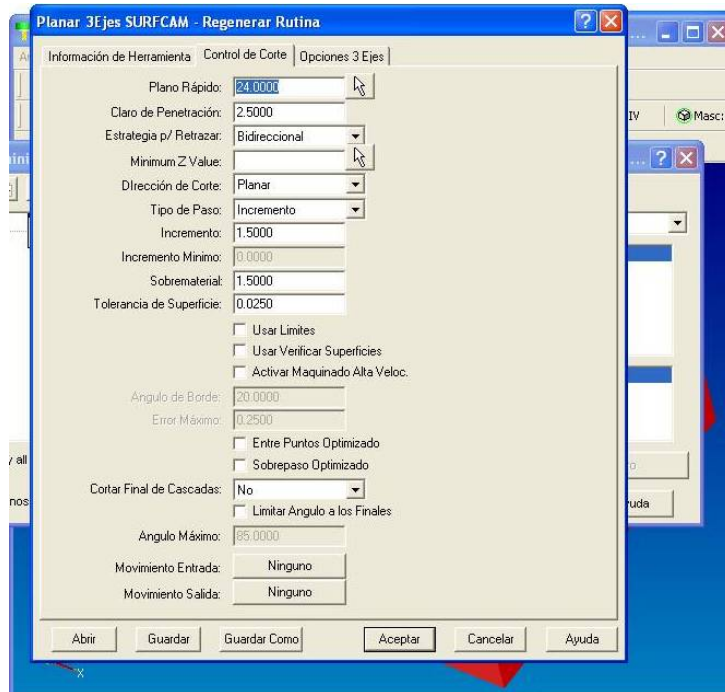 Planar 3Ejes SURFCAM - Regenerar Rutina
Información de Herramienta Control de Corte Opciones 3 Ejes
Plano Rápido: 24.0000
Claro de Penetración: 2.5000
Estrategia p/ Retrazar: Bidireccional
Minimum Z Value:
DIrección de Corte: Planar
Tipo de Paso: Incremento
Incremento: 1.5000
Incremento Minimo: 0.0000
Sobrematerial: 1.5000
Tolerancia de Superficie: 0.0250
Usar Limites
Usar Verificar Superficies
Activar Maquinado Alta Veloc.
Angulo de Borde: 20.0000
Error Máximo: 0.2500
Entre Puntos Optimizado
Sobrepaso Optimizado
Cortar Final de Cascadas: No
Limitar Angulo a los Finales
Angulo Máximo: 85.0000
Movimiento Entrada: Ninguno
Movimiento Salida: Ninguno
Abrir Guardar Guardar Como Aceptar Cancelar Ayuda
IV Masc:
y all
nos
uda
X